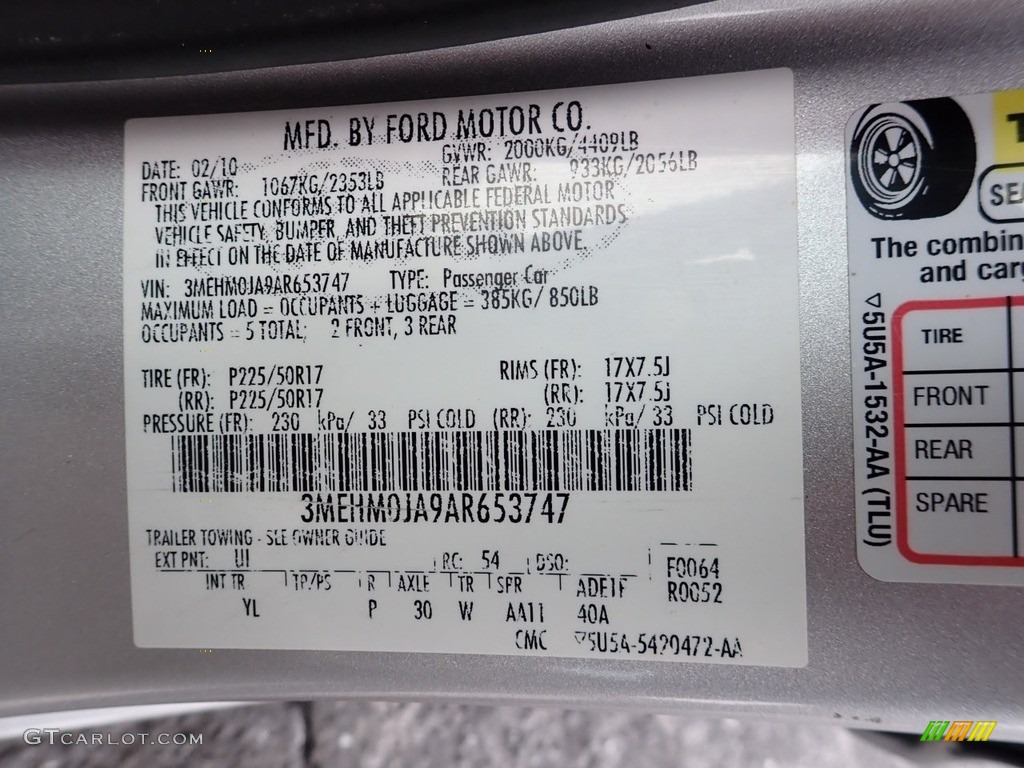 MFD. BY FORD MOTOR CO.
DATE: 02/10 GVWR: 2000KG/4409LB
FRONT GAWR: 1067KG/2353LB REAR GAWR: 933KG/2056LB
THIS VEHICLE CONFORMS TO ALL APPLICABLE FEDERAL MOTOR
VEHICLE SAFETY, BUMPER, AND THEFT PREVENTION STANDARDS
IN EFFECT ON THE DATE OF MANUFACTURE SHOWN ABOVE.
VIN: 3MEHM0JA9AR653747 TYPE: Passenger Car
MAXIMUM LOAD = OCCUPANTS + LUGGAGE = 385KG/ 850LB
OCCUPANTS = 5 TOTAL; 2 FRONT, 3 REAR
TIRE (FR): P225/50R17 RIMS (FR): 17X7.5J
(RR): P225/50R17 (RR): 17X7.5J
PRESSURE (FR): 230 kPa/ 33 PSI COLD (RR): 230 kPa/ 33 PSI COLD
3MEHM0JA9AR653747
TRAILER TOWING - SEE OWNER GUIDE
EXT PNT: UI RC: 54 DSO: F0064
INT TR TP/PS R AXLE TR SPR ADE1F R0052
YL P 30 W AA11 40A
CMC 5U5A-5420472-AA
The combin
and carg
TIRE
FRONT
REAR
SPARE
5U5A-1532-AA (TLU)
GTCARLOT.COM